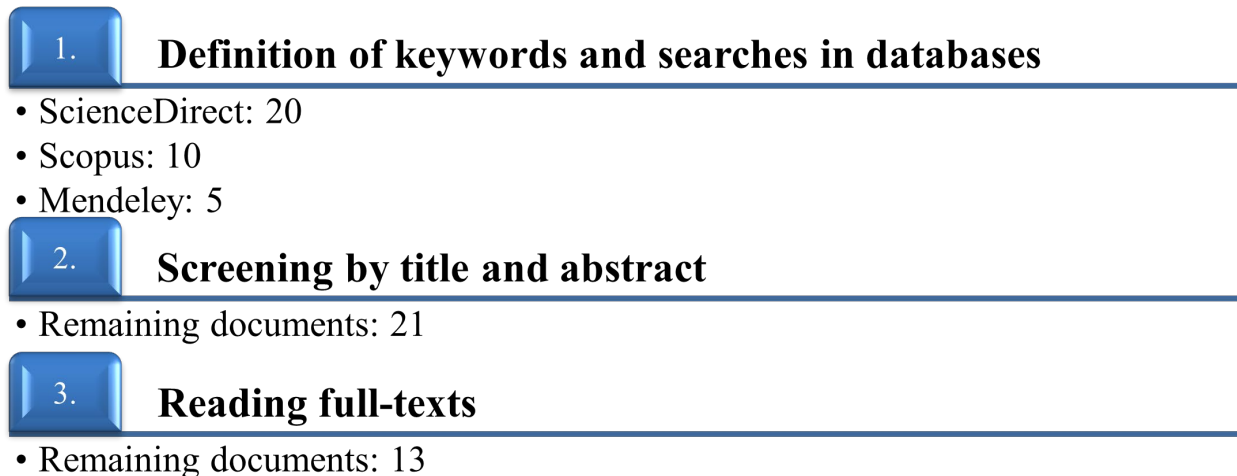 1. Definition of keywords and searches in databases
• ScienceDirect: 20
• Scopus: 10
• Mendeley: 5
2. Screening by title and abstract
• Remaining documents: 21
3. Reading full-texts
• Remaining documents: 13